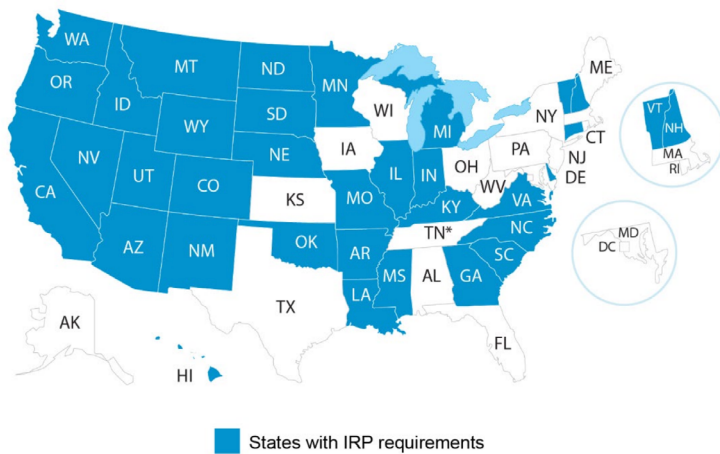 WA
MT
ND
MN
ME
OR
ID
SD
WI
MI
NY
VT
NH
WY
CT
MA
RI
NV
UT
NE
IA
PA
NJ
DE
CA
CO
KS
MO
IL
IN
OH
WV
VA
KY
MD
DC
AZ
NM
OK
AR
TN*
NC
SC
MS
AL
GA
LA
TX
AK
FL
HI
States with IRP requirements